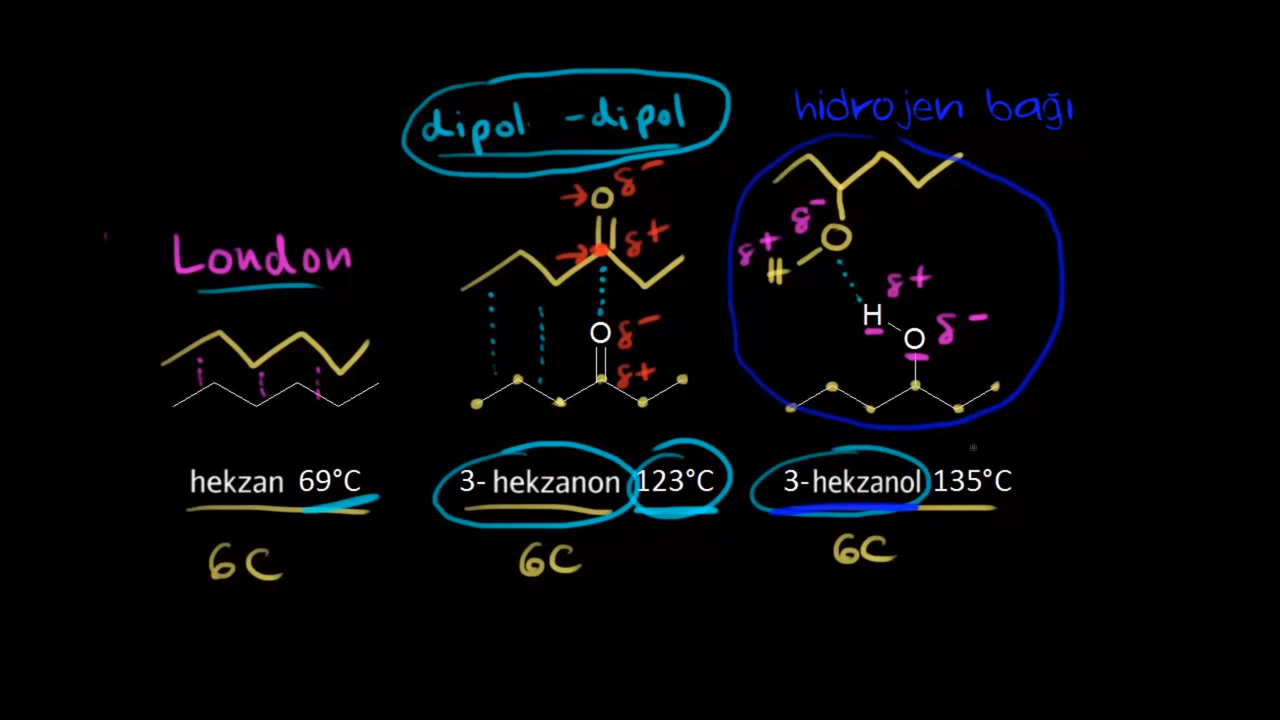 dipol - dipol
hidrojen bağı
London
O δ-
δ+
δ-
δ+
O
H
δ+
H
O δ-
O δ-
δ+
hekzan 69°C
3- hekzanon 123°C
3-hekzanol 135°C
6C
6C
6C